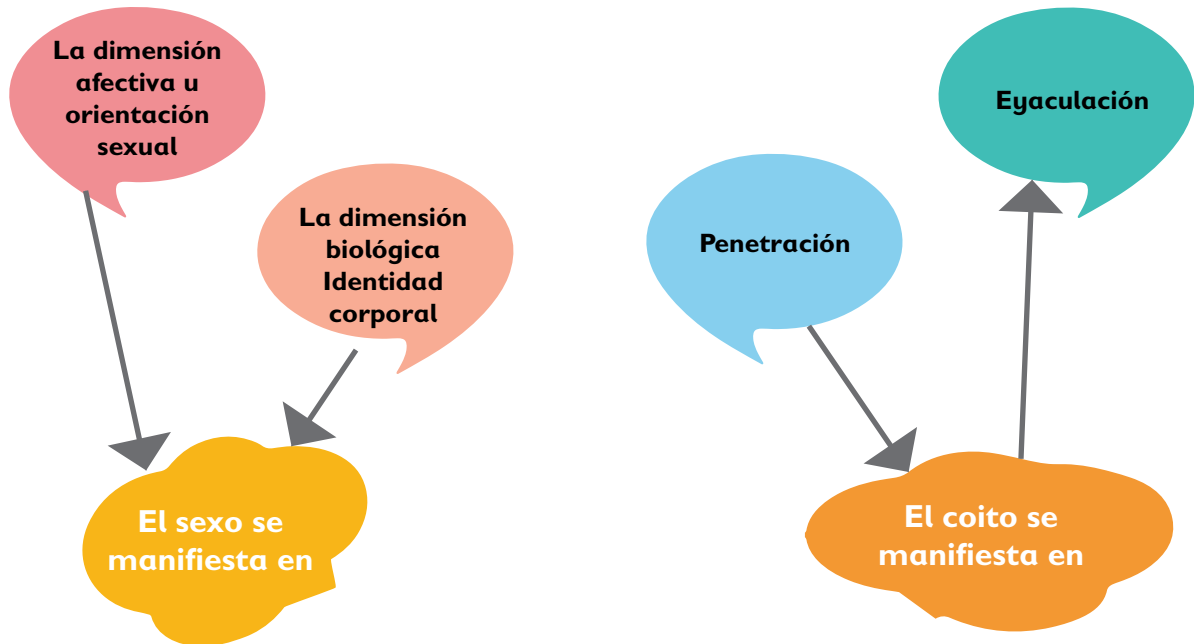 La dimensión
afectiva u
orientación
sexual
La dimensión
biológica
Identidad
corporal
El sexo se
manifiesta en
Penetración
Eyaculación
El coito se
manifiesta en